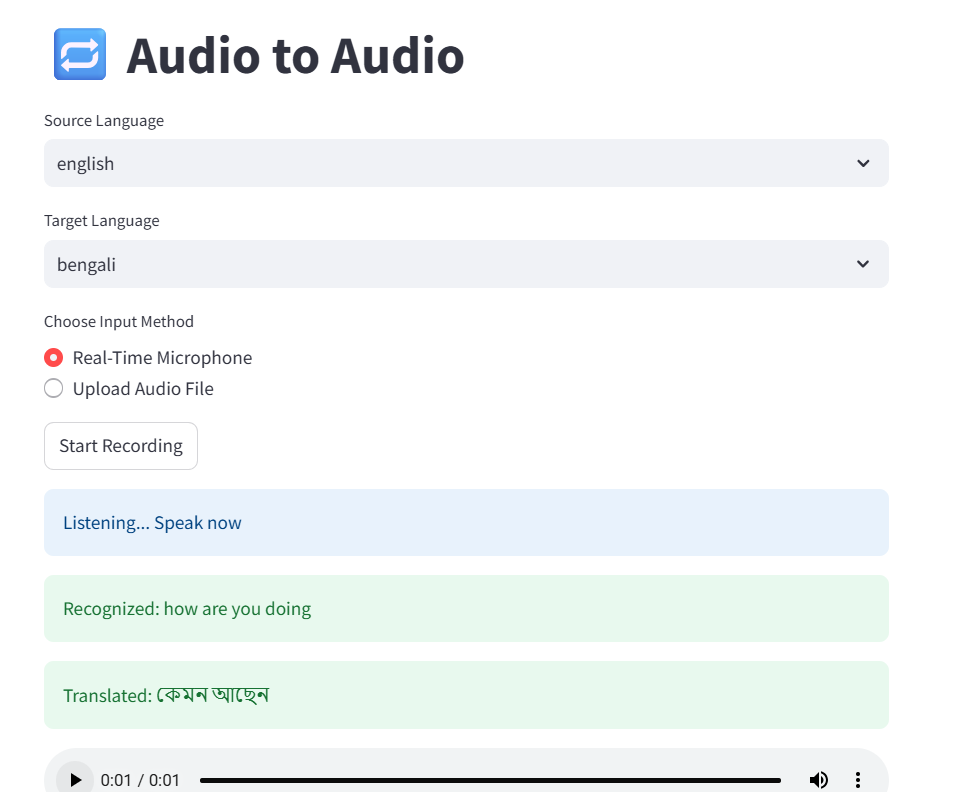 Audio to Audio
Source Language
english
Target Language
bengali
Choose Input Method
Real-Time Microphone
Upload Audio File
Start Recording
Listening... Speak now
Recognized: how are you doing
Translated: কেমন আছেন
0:01 / 0:01